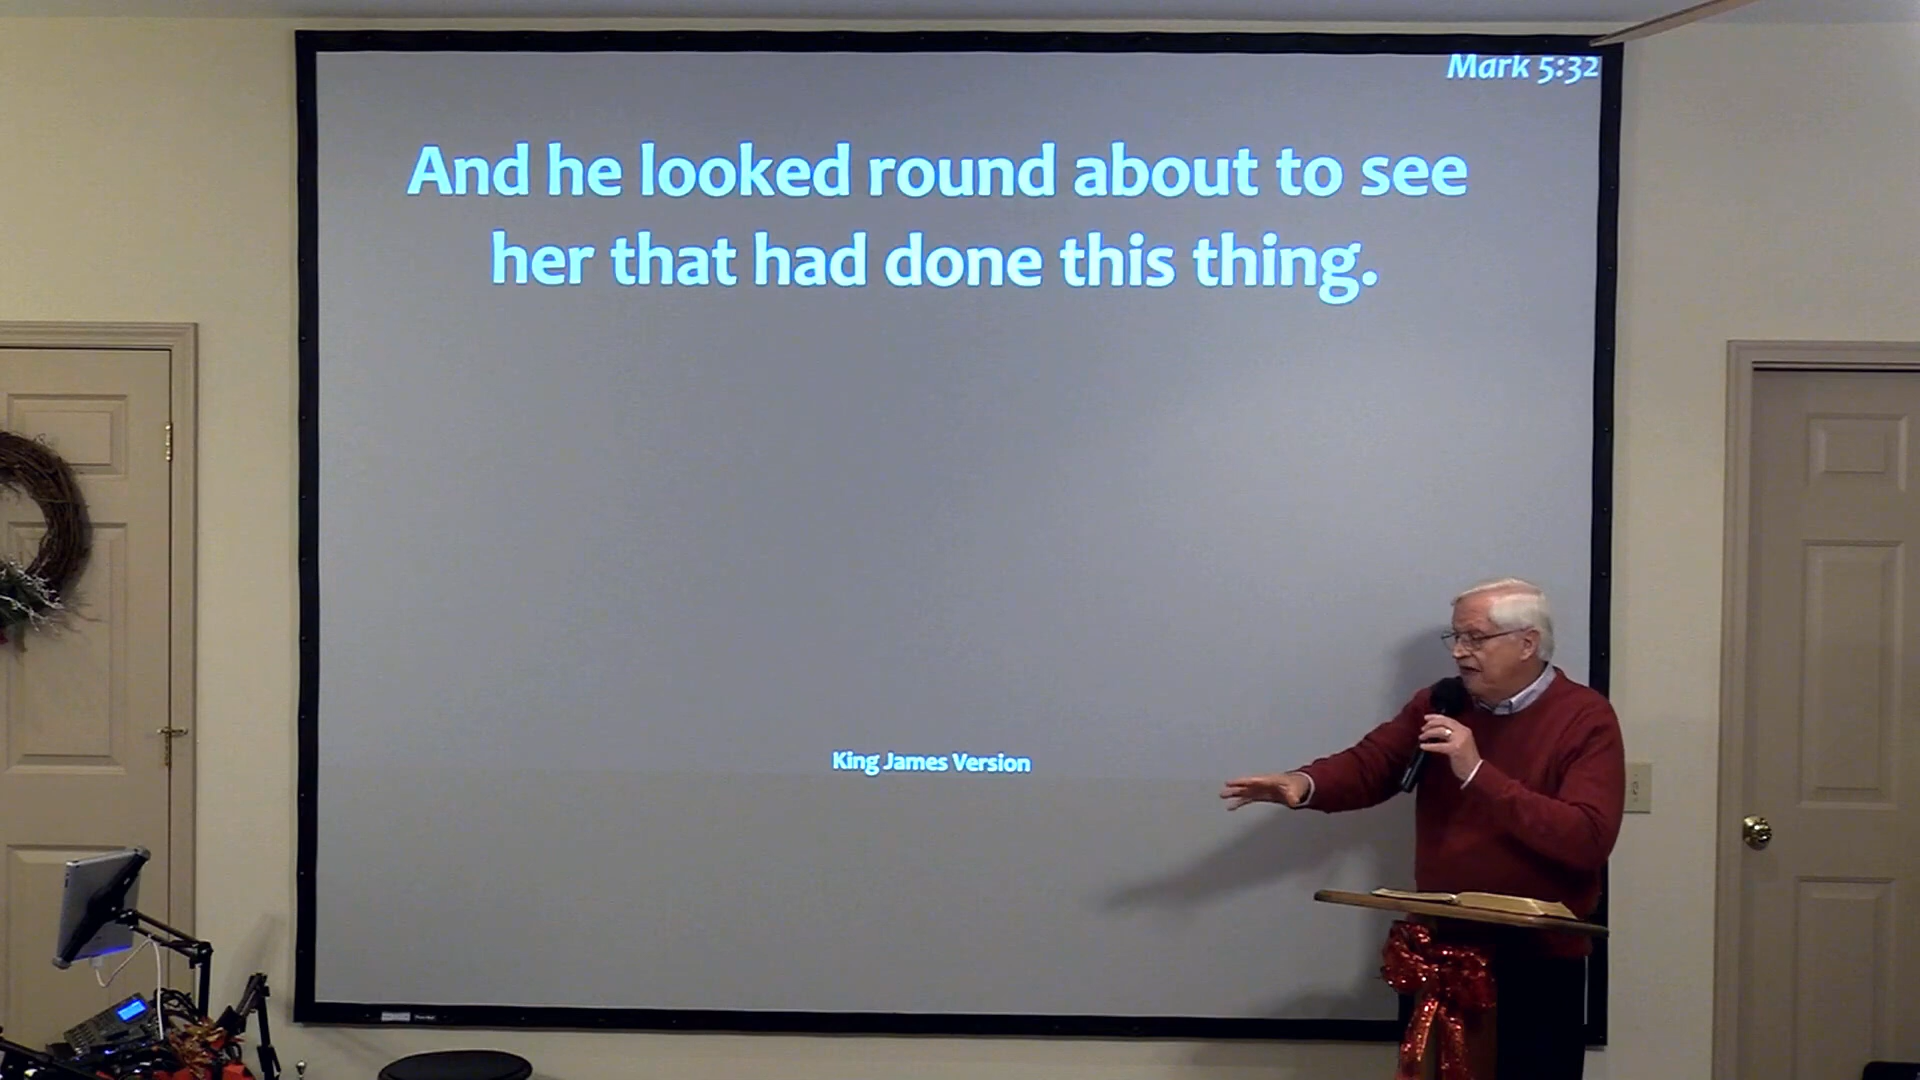 Mark 5:32
And he looked round about to see
her that had done this thing.
King James Version